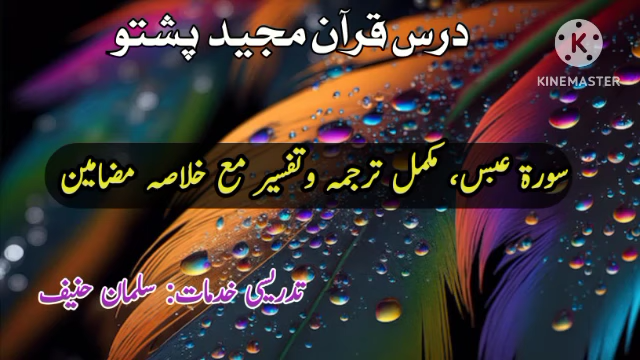 درس قرآن مجید پشتو
KINEMASTER
سورۃ عبس، مکمل ترجمہ وتفسیر مع خلاصہ مضامین
تدریسی خدمات: سلمان حنیف